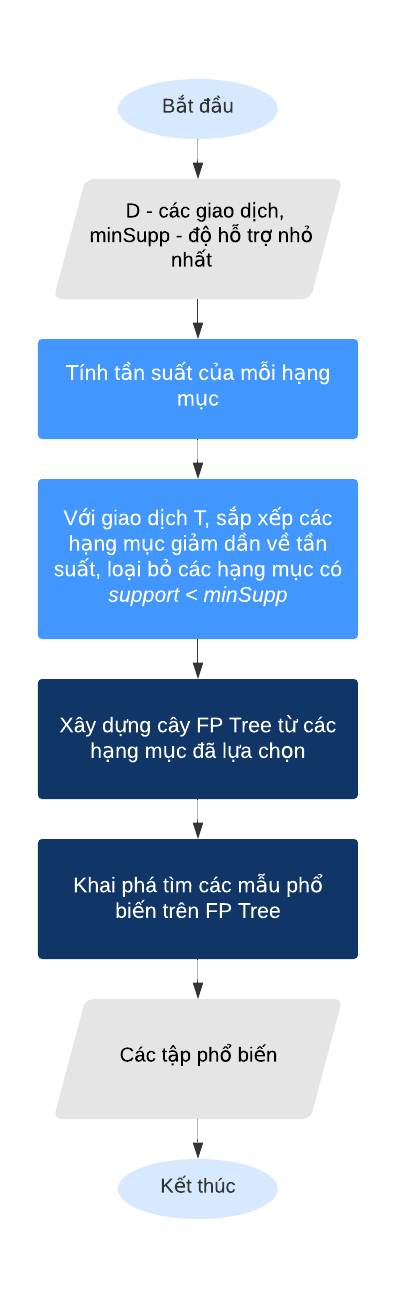 Bắt đầu
D - các giao dịch,
minSupp - độ hỗ trợ nhỏ
nhất
Tính tần suất của mỗi hạng
mục
Với giao dịch T, sắp xếp các
hạng mục giảm dần về tần
suất, loại bỏ các hạng mục có
support < minSupp
Xây dựng cây FP Tree từ các
hạng mục đã lựa chọn
Khai phá tìm các mẫu phổ
biến trên FP Tree
Các tập phổ biến
Kết thúc